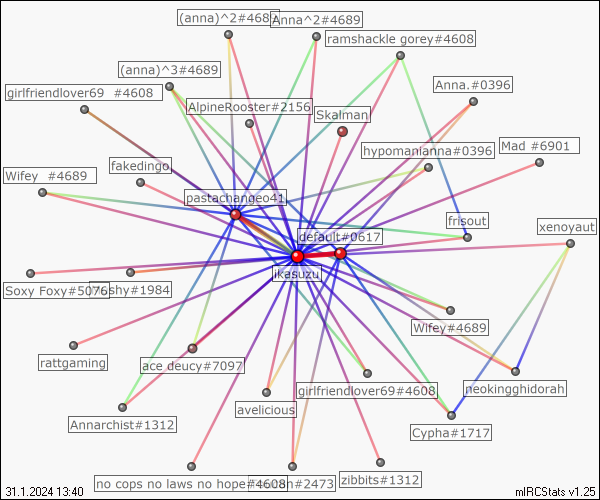 (anna)^2#4689
Anna^2#4689
ramshackle gorey#4608
(anna)^3#4689
girlfriendlover69 #4608
Anna.#0396
AlpineRooster#2156
Skalman
Mad #6901
hypomanianna#0396
fakedingo
Wifey #4689
pastachangeo41
frisout
xenoyaut
default#0617
ikasuzu
Soxy Foxy#5076
#1984
Wifey#4689
rattgaming
ace deucy#7097
neokingghidorah
girlfriendlover69#4608
avelicious
Annarchist#1312
Cypha#1717
no cops no laws no hope#4608
#2473
zibbits#1312
31.1.2024 13:40
mIRCStats v1.25